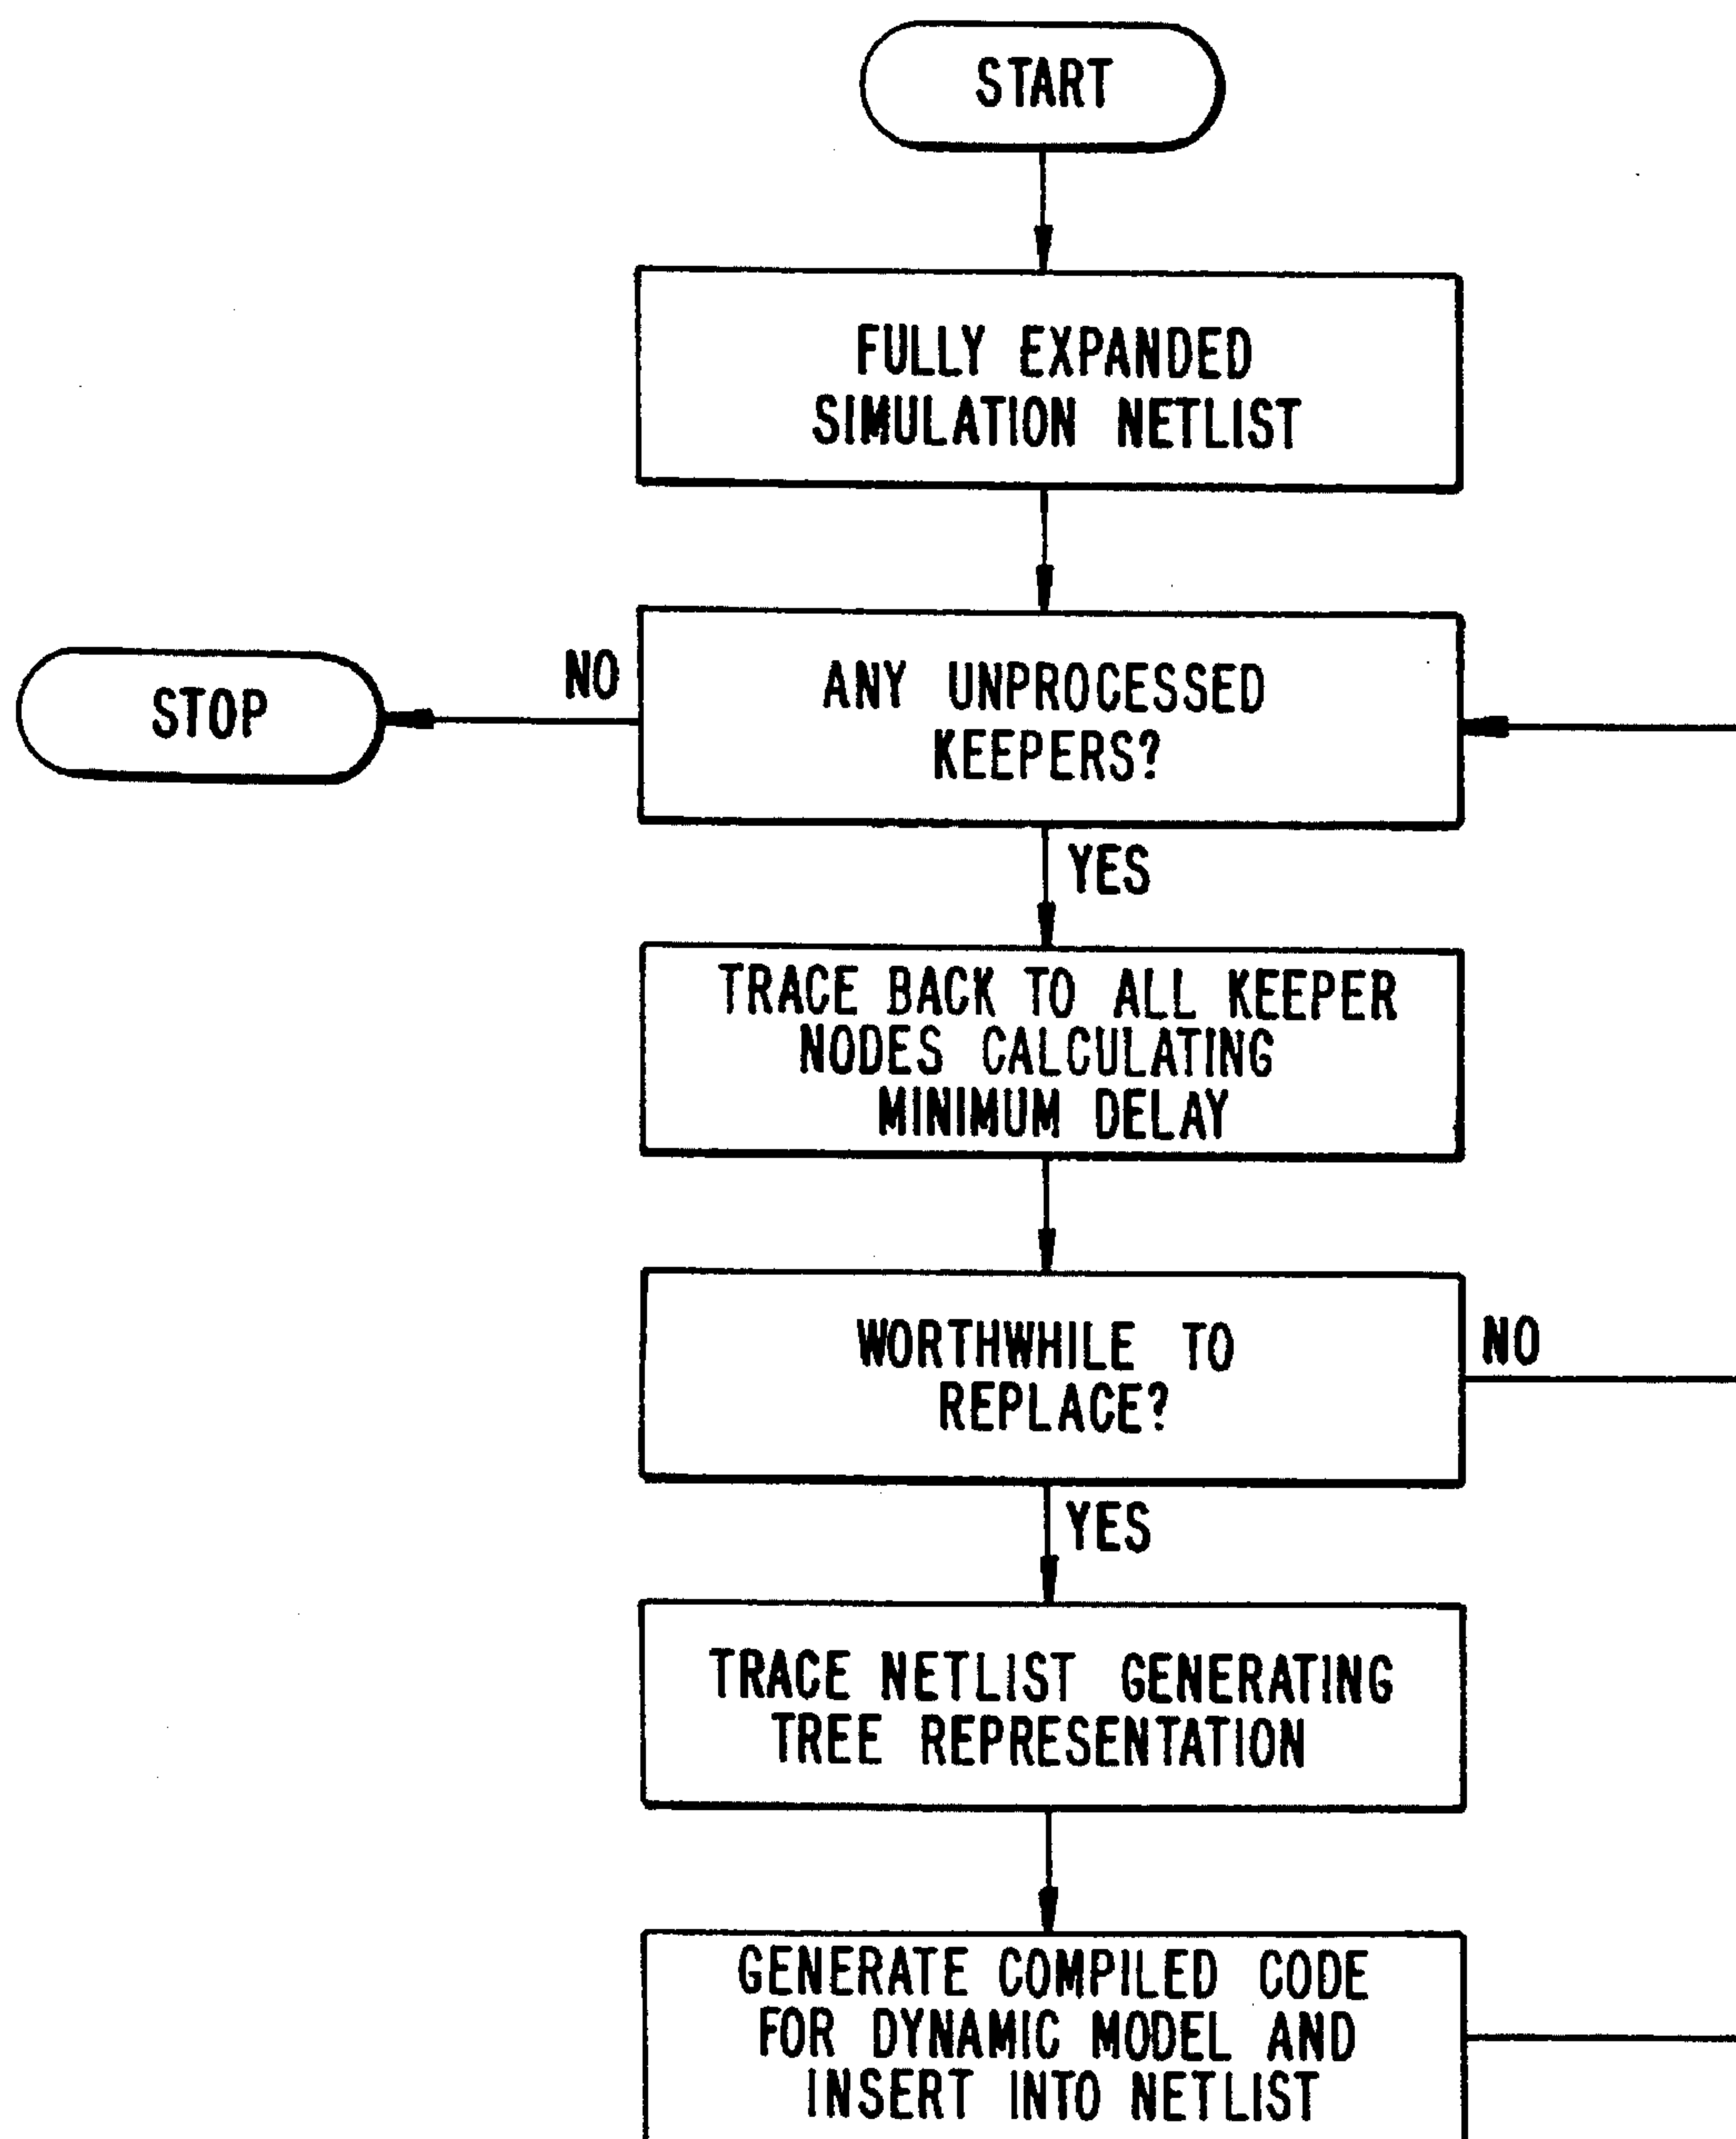 START
FULLY EXPANDED
SIMULATION NETLIST
STOP
NO
ANY UNPROCESSED
KEEPERS?
YES
TRACE BACK TO ALL KEEPER
NODES CALCULATING
MINIMUM DELAY
WORTHWHILE TO
REPLACE?
NO
YES
TRACE NETLIST GENERATING
TREE REPRESENTATION
GENERATE COMPILED CODE
FOR DYNAMIC MODEL AND
INSERT INTO NETLIST